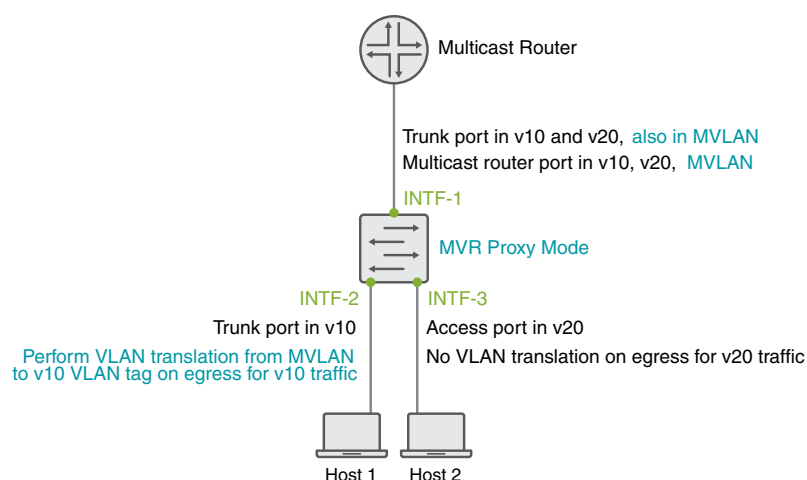 Multicast Router
Trunk port in v10 and v20, also in MVLAN
Multicast router port in v10, v20, MVLAN
INTF-1
MVR Proxy Mode
INTF-2
INTF-3
Trunk port in v10
Access port in v20
Perform VLAN translation from MVLAN
to v10 VLAN tag on egress for v10 traffic
No VLAN translation on egress for v20 traffic
Host 1
Host 2